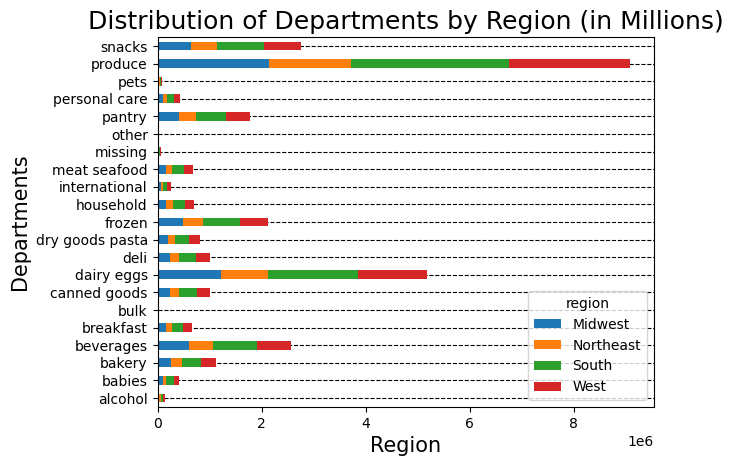 Distribution of Departments by Region (in Millions)
Departments
snacks
produce
pets
personal care
pantry
other
missing
meat seafood
international
household
frozen
dry goods pasta
deli
dairy eggs
canned goods
bulk
breakfast
beverages
bakery
babies
alcohol
region
Midwest
Northeast
South
West
0 2 4 6 8
1e6
Region